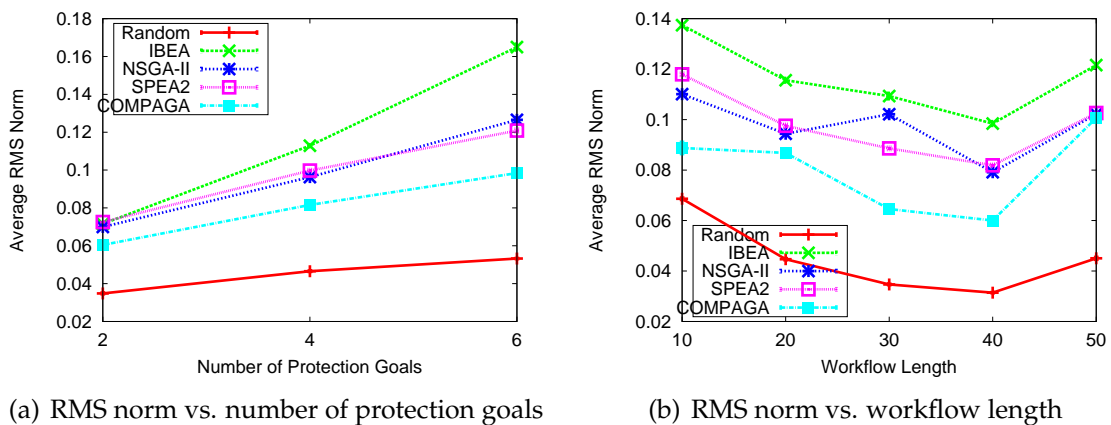 0.18
0.16
0.14
0.12
0.1
0.08
0.06
0.04
0.02
Average RMS Norm
Random
IBEA
NSGA-II
SPEA2
COMPAGA
2
4
6
Number of Protection Goals
(a) RMS norm vs. number of protection goals
0.14
0.12
0.1
0.08
0.06
0.04
0.02
Average RMS Norm
Random
IBEA
NSGA-II
SPEA2
COMPAGA
10
20
30
40
50
Workflow Length
(b) RMS norm vs. workflow length